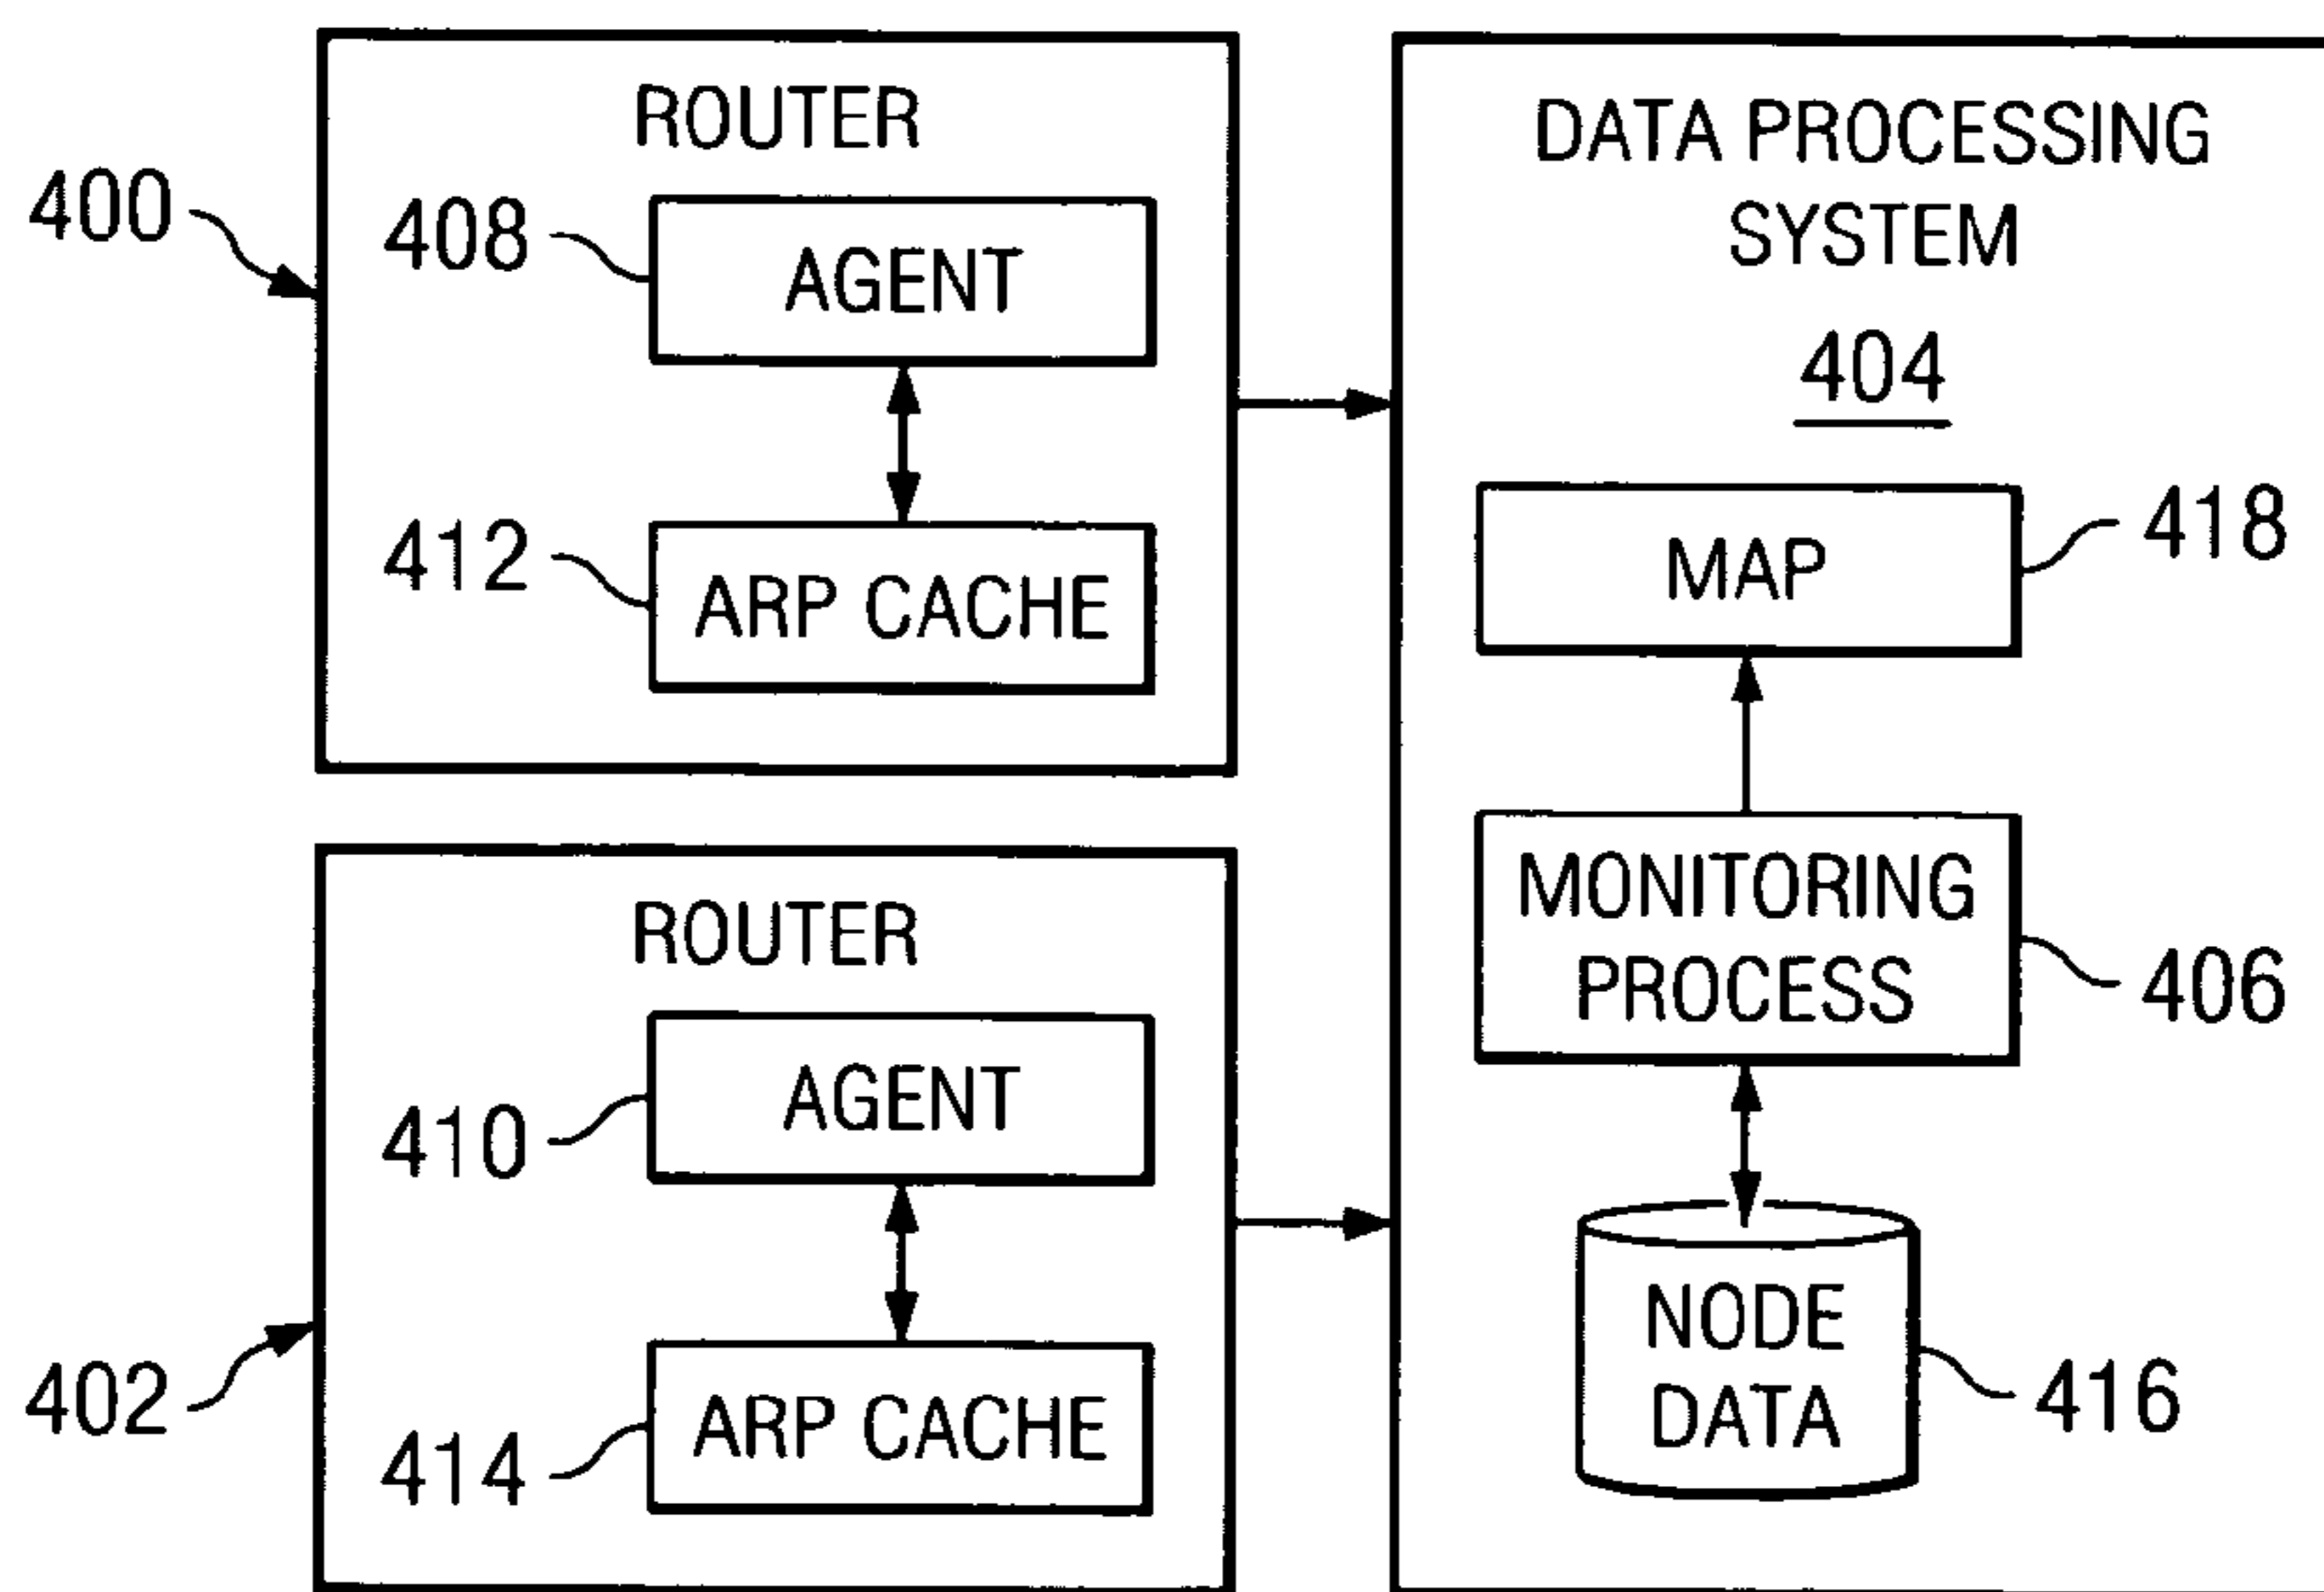 ROUTER
400
408
AGENT
412
ARP CACHE
ROUTER
410
AGENT
402
414
ARP CACHE
DATA PROCESSING
SYSTEM
404
MAP
418
MONITORING
PROCESS
406
NODE
DATA
416